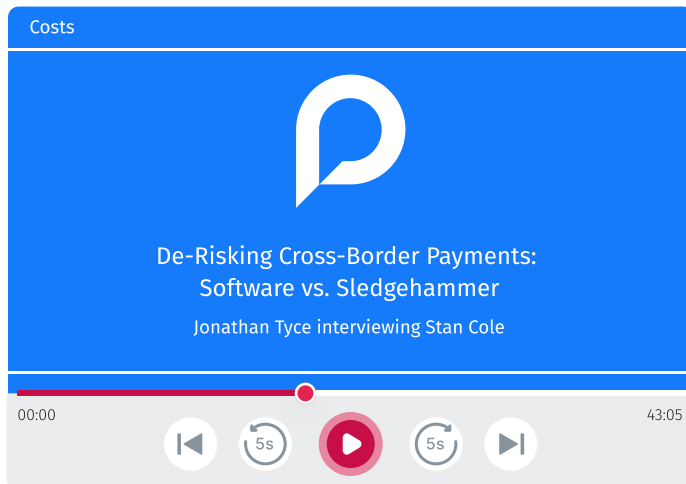 Costs
De-Risking Cross-Border Payments:
Software vs. Sledgehammer
Jonathan Tyce interviewing Stan Cole
00:00
43:05
5s
5s